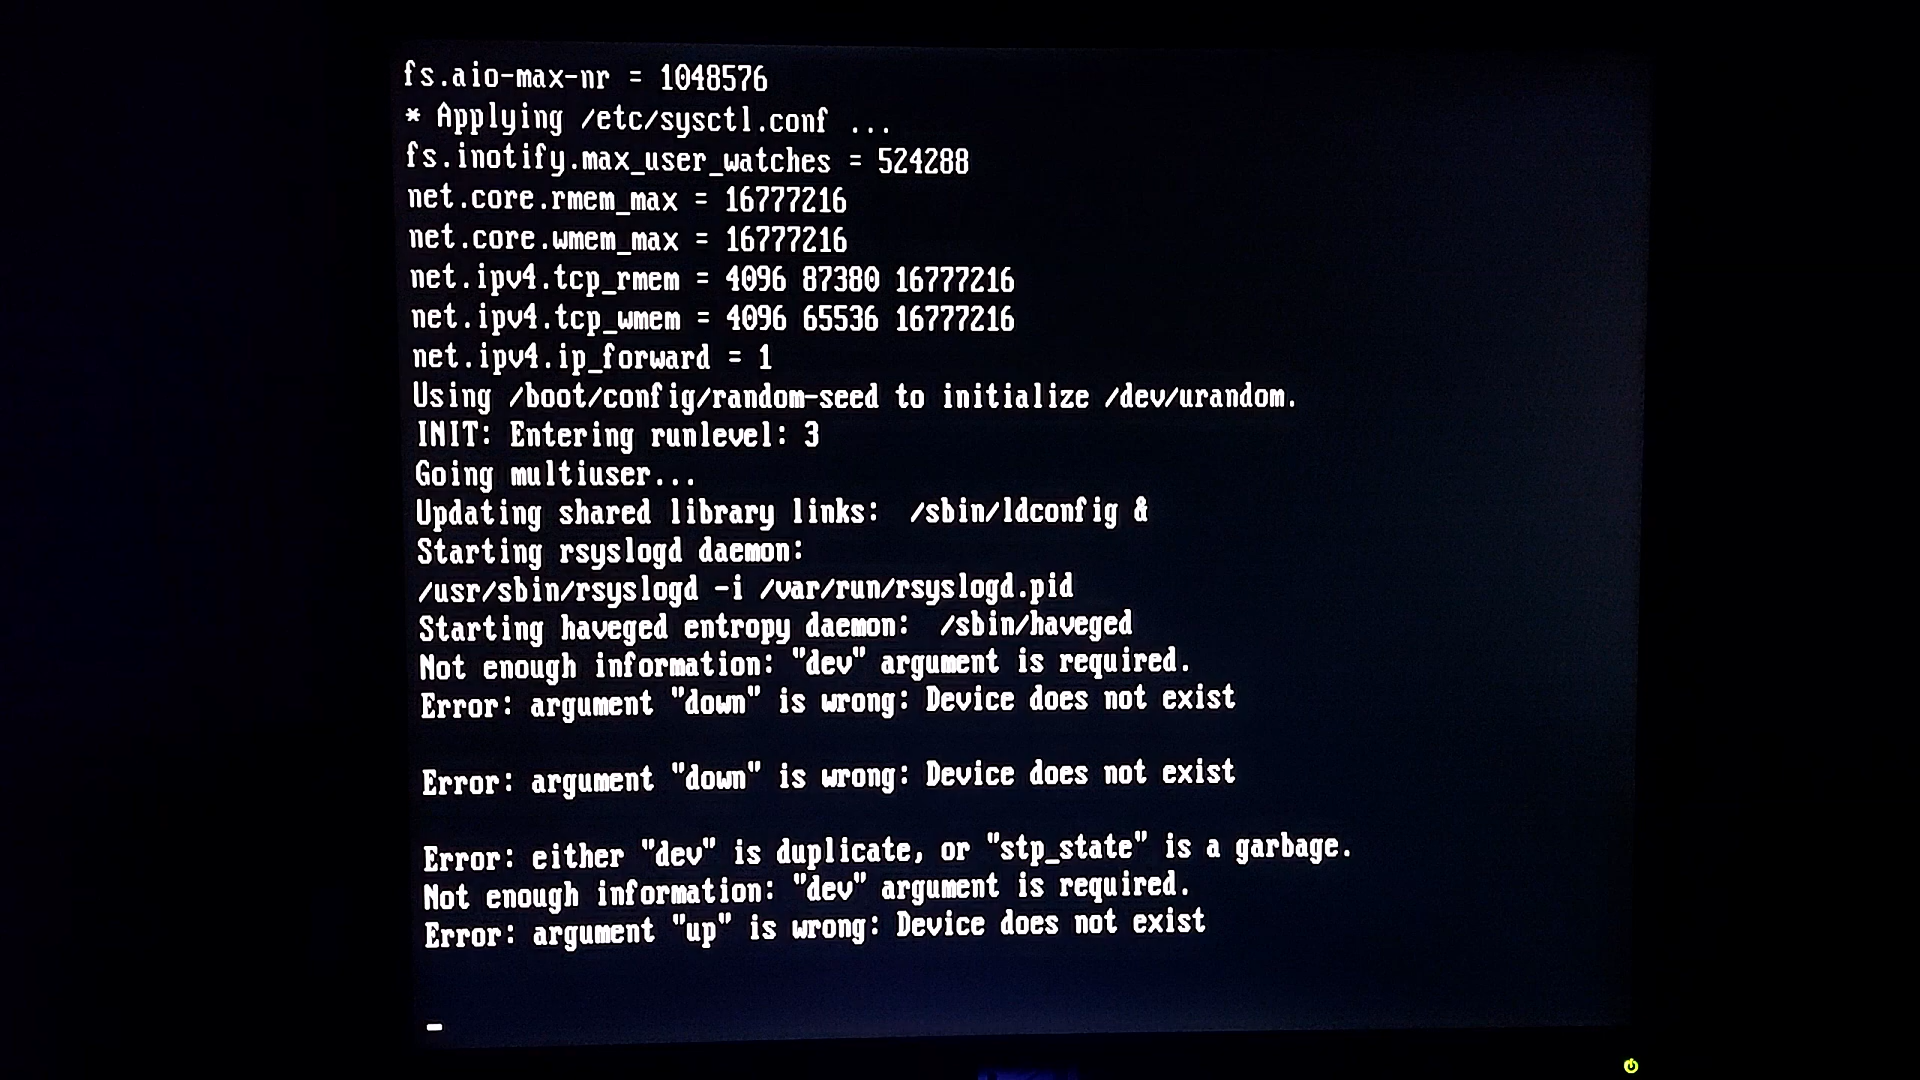 fs.aio-max-nr = 1048576
* Applying /etc/sysctl.conf ...
fs.inotify.max_user_watches = 524288
net.core.rmem_max = 16777216
net.core.wmem_max = 16777216
net.ipv4.tcp_rmem = 4096 87380 16777216
net.ipv4.tcp_wmem = 4096 65536 16777216
net.ipv4.ip_forward = 1
Using /boot/config/random-seed to initialize /dev/urandom.
INIT: Entering runlevel: 3
Going multiuser...
Updating shared library links:  /sbin/ldconfig &
Starting rsyslogd daemon:
/usr/sbin/rsyslogd -i /var/run/rsyslogd.pid
Starting haveged entropy daemon:  /sbin/haveged
Not enough information: "dev" argument is required.
Error: argument "down" is wrong: Device does not exist
Error: argument "down" is wrong: Device does not exist
Error: either "dev" is duplicate, or "stp_state" is a garbage.
Not enough information: "dev" argument is required.
Error: argument "up" is wrong: Device does not exist